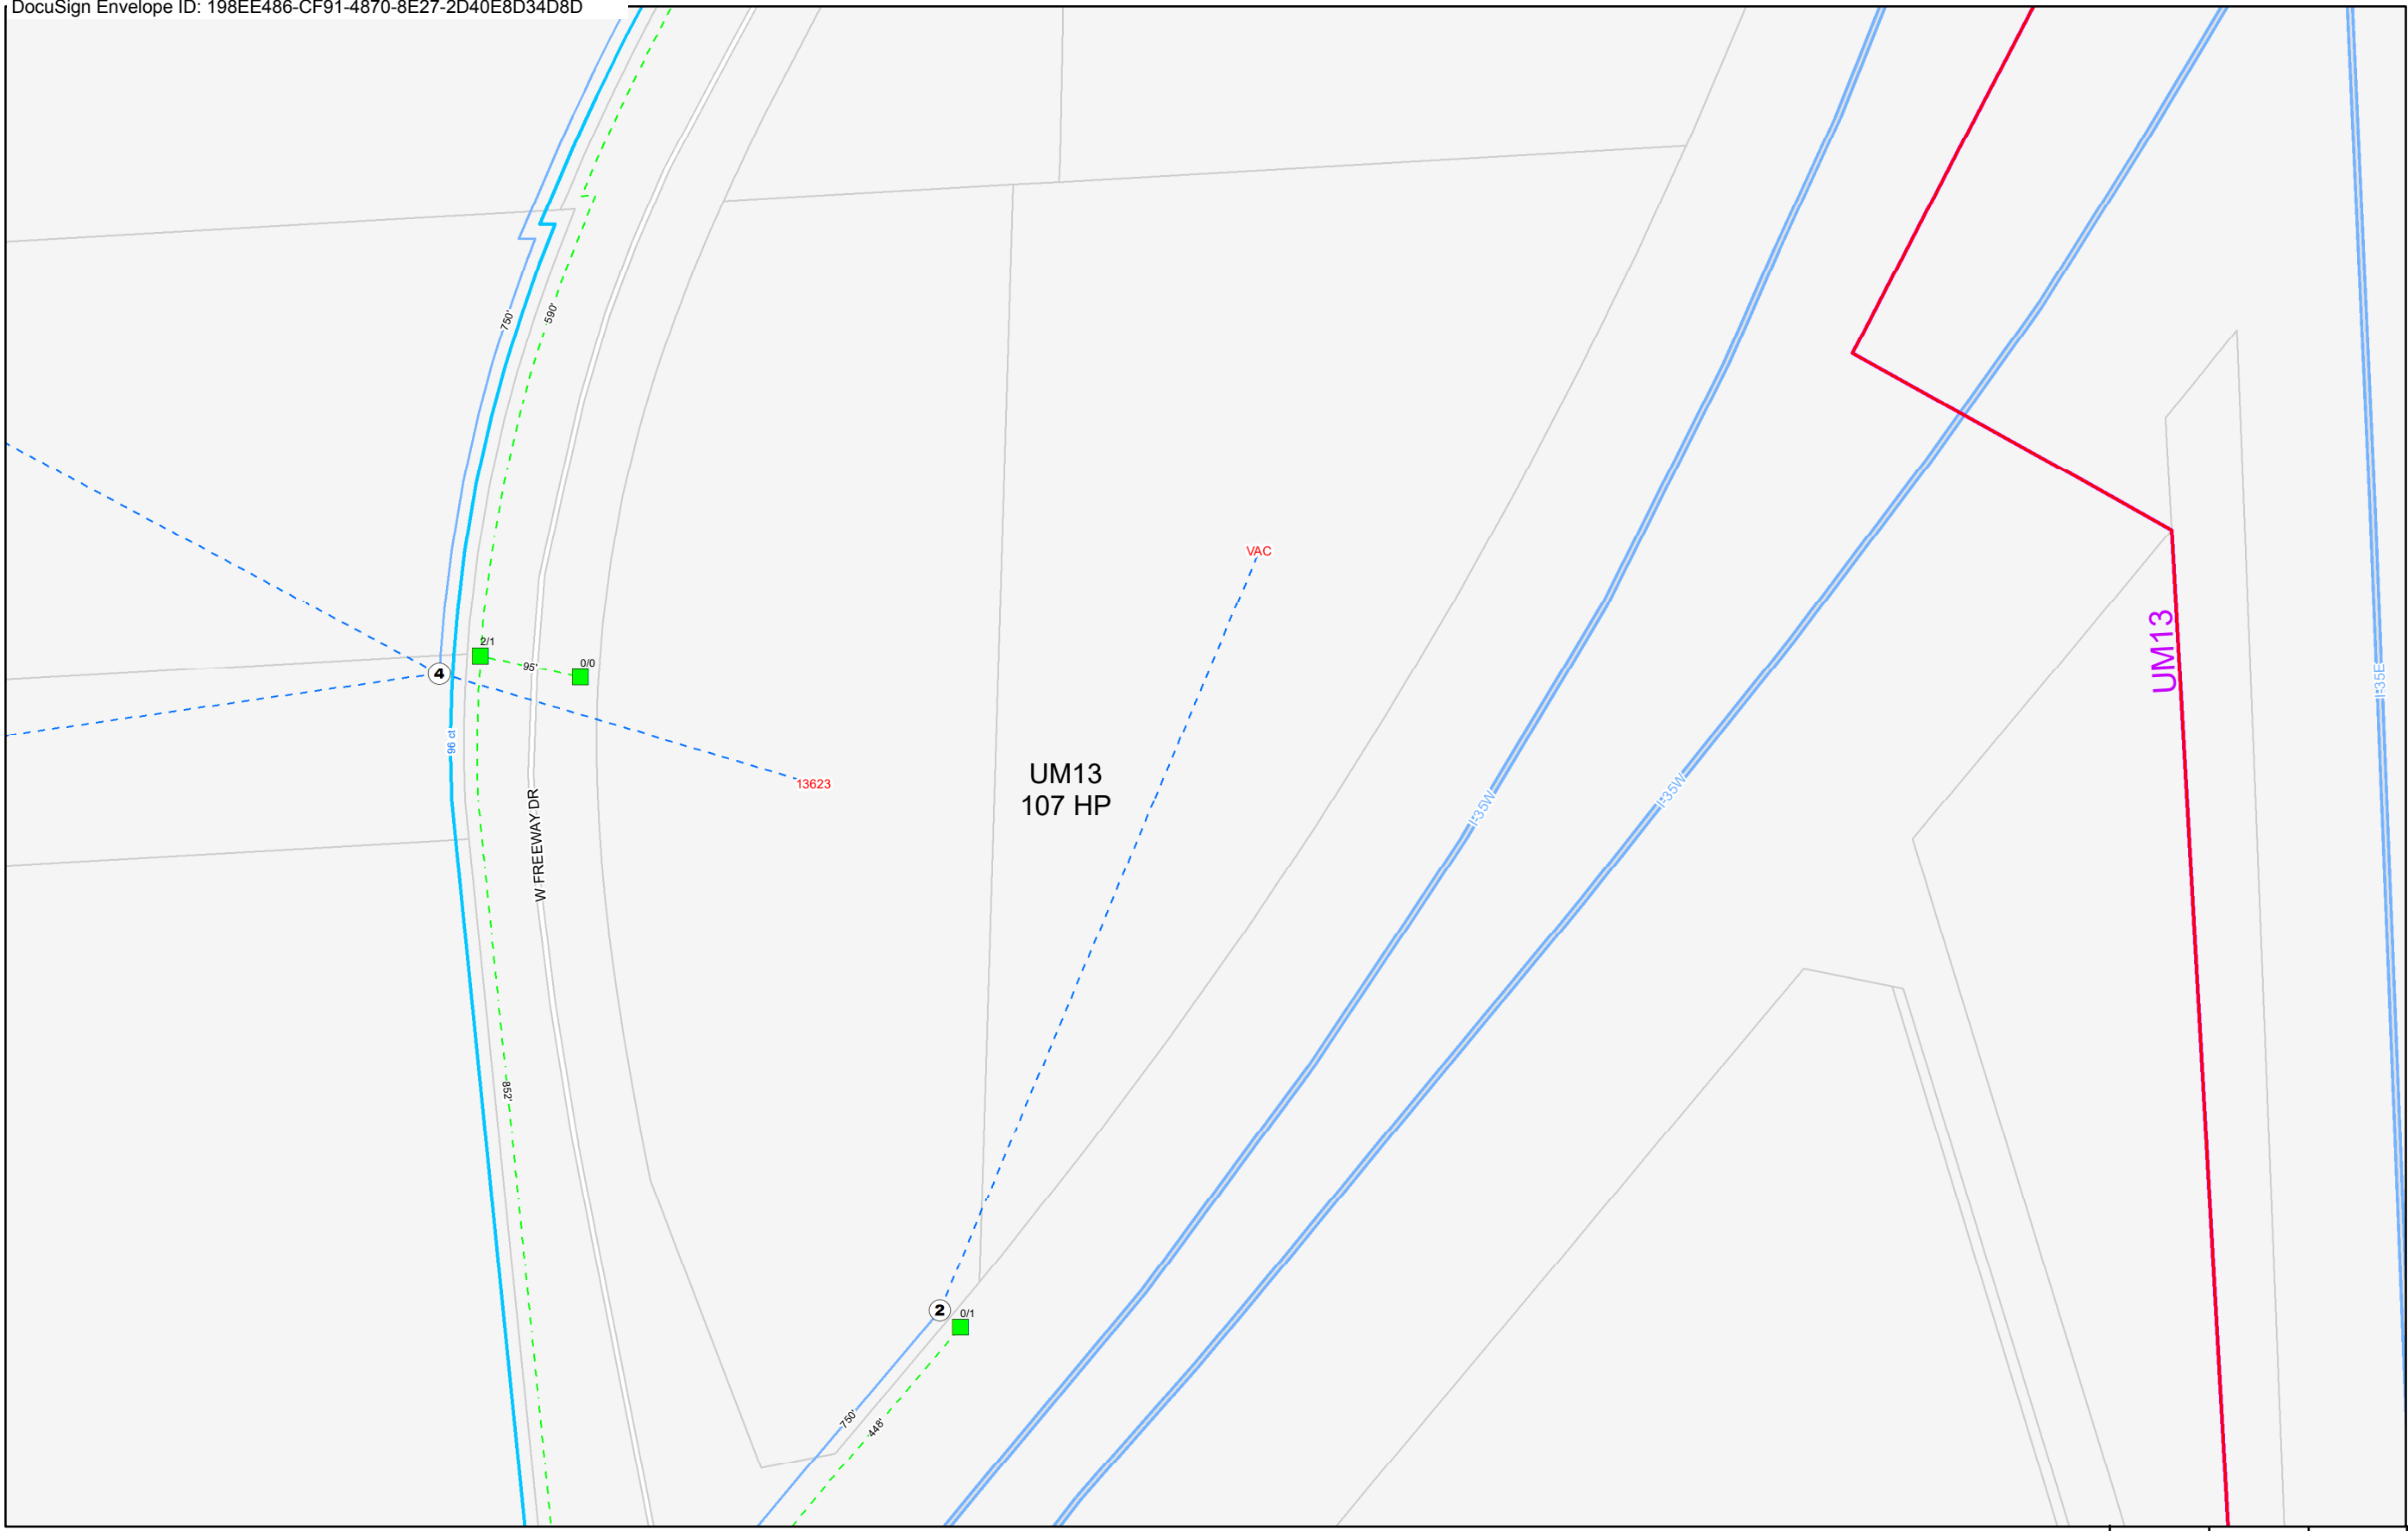 DocuSign Envelope ID: 198EE486-CF91-4870-8E27-2D40E8D34D8D
750'
590'
VAC
2/1
95'
0/0
4
13623
96 ct
UM13
107 HP
W FREEWAY DR
I-35W
I-35W
UM13
I-35E
852'
2
0/1
750'
448'